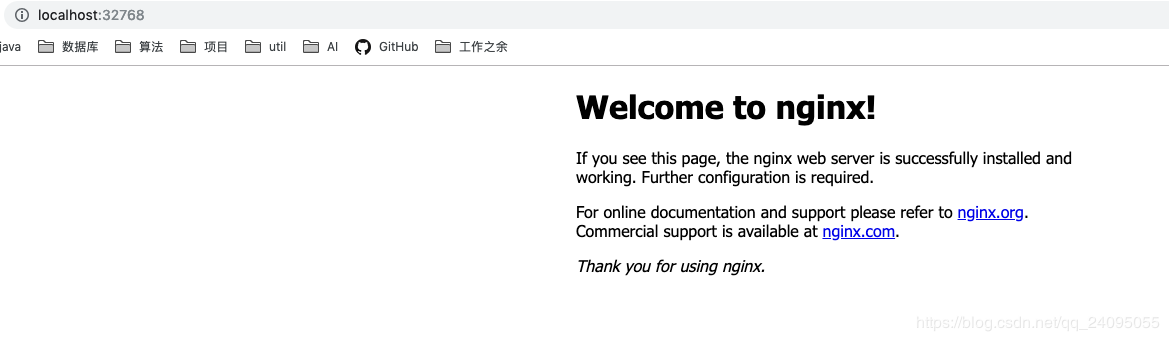 localhost:32768
java 数据库 算法 项目 util AI GitHub 工作之余
Welcome to nginx!
If you see this page, the nginx web server is successfully installed and
working. Further configuration is required.
For online documentation and support please refer to nginx.org.
Commercial support is available at nginx.com.
Thank you for using nginx.
https://blog.csdn.net/qq_24095055